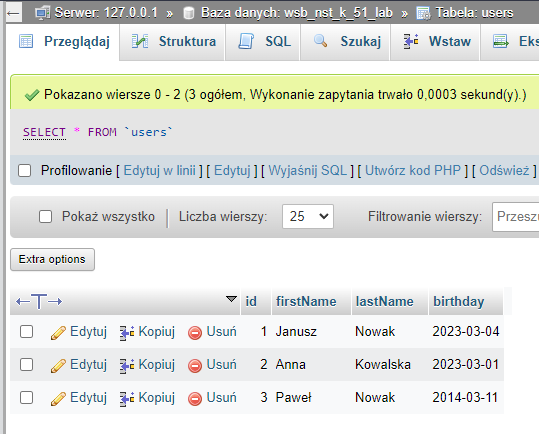 Serwer: 127.0.0.1 » Baza danych: wsb_nst_k_51_lab » Tabela: users
Przeglądaj Struktura SQL Szukaj Wstaw Eks
Pokazano wiersze 0 - 2 (3 ogółem, Wykonanie zapytania trwało 0,0003 sekund(y).)
SELECT * FROM `users`
Profilowanie [ Edytuj w linii ] [ Edytuj ] [ Wyjaśnij SQL ] [ Utwórz kod PHP ] [ Odśwież ]
Pokaż wszystko | Liczba wierszy: 25 Filtrowanie wierszy: Przeszu
Extra options
←T→ id firstName lastName birthday
Edytuj Kopiuj Usuń 1 Janusz Nowak 2023-03-04
Edytuj Kopiuj Usuń 2 Anna Kowalska 2023-03-01
Edytuj Kopiuj Usuń 3 Paweł Nowak 2014-03-11